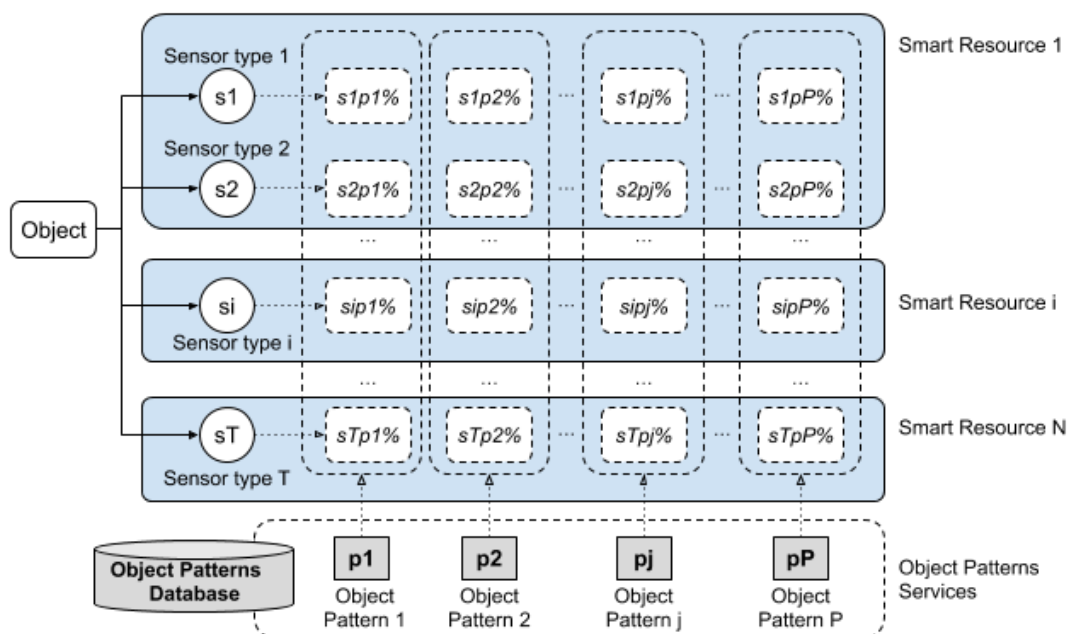 Smart Resource 1
Sensor type 1
s1
s1p1%
s1p2%
...
s1pj%
...
s1pP%
Sensor type 2
s2
s2p1%
s2p2%
...
s2pj%
...
s2pP%
Object
...
...
...
...
si
sip1%
sip2%
sipj%
sipP%
Smart Resource i
Sensor type i
...
...
...
...
sT
sTp1%
sTp2%
...
sTpj%
...
sTpP%
Smart Resource N
Sensor type T
Object Patterns
Database
p1
p2
pj
pP
Object
Pattern 1
Object
Pattern 2
Object
Pattern j
Object
Pattern P
Object Patterns
Services